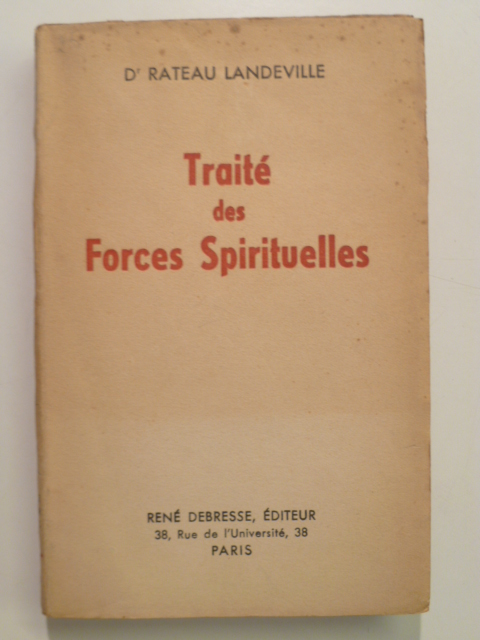 Dr RATEAU LANDEVILLE
Traité
des
Forces Spirituelles
RENÉ DEBRESSE, ÉDITEUR
38, Rue de l'Université, 38
PARIS